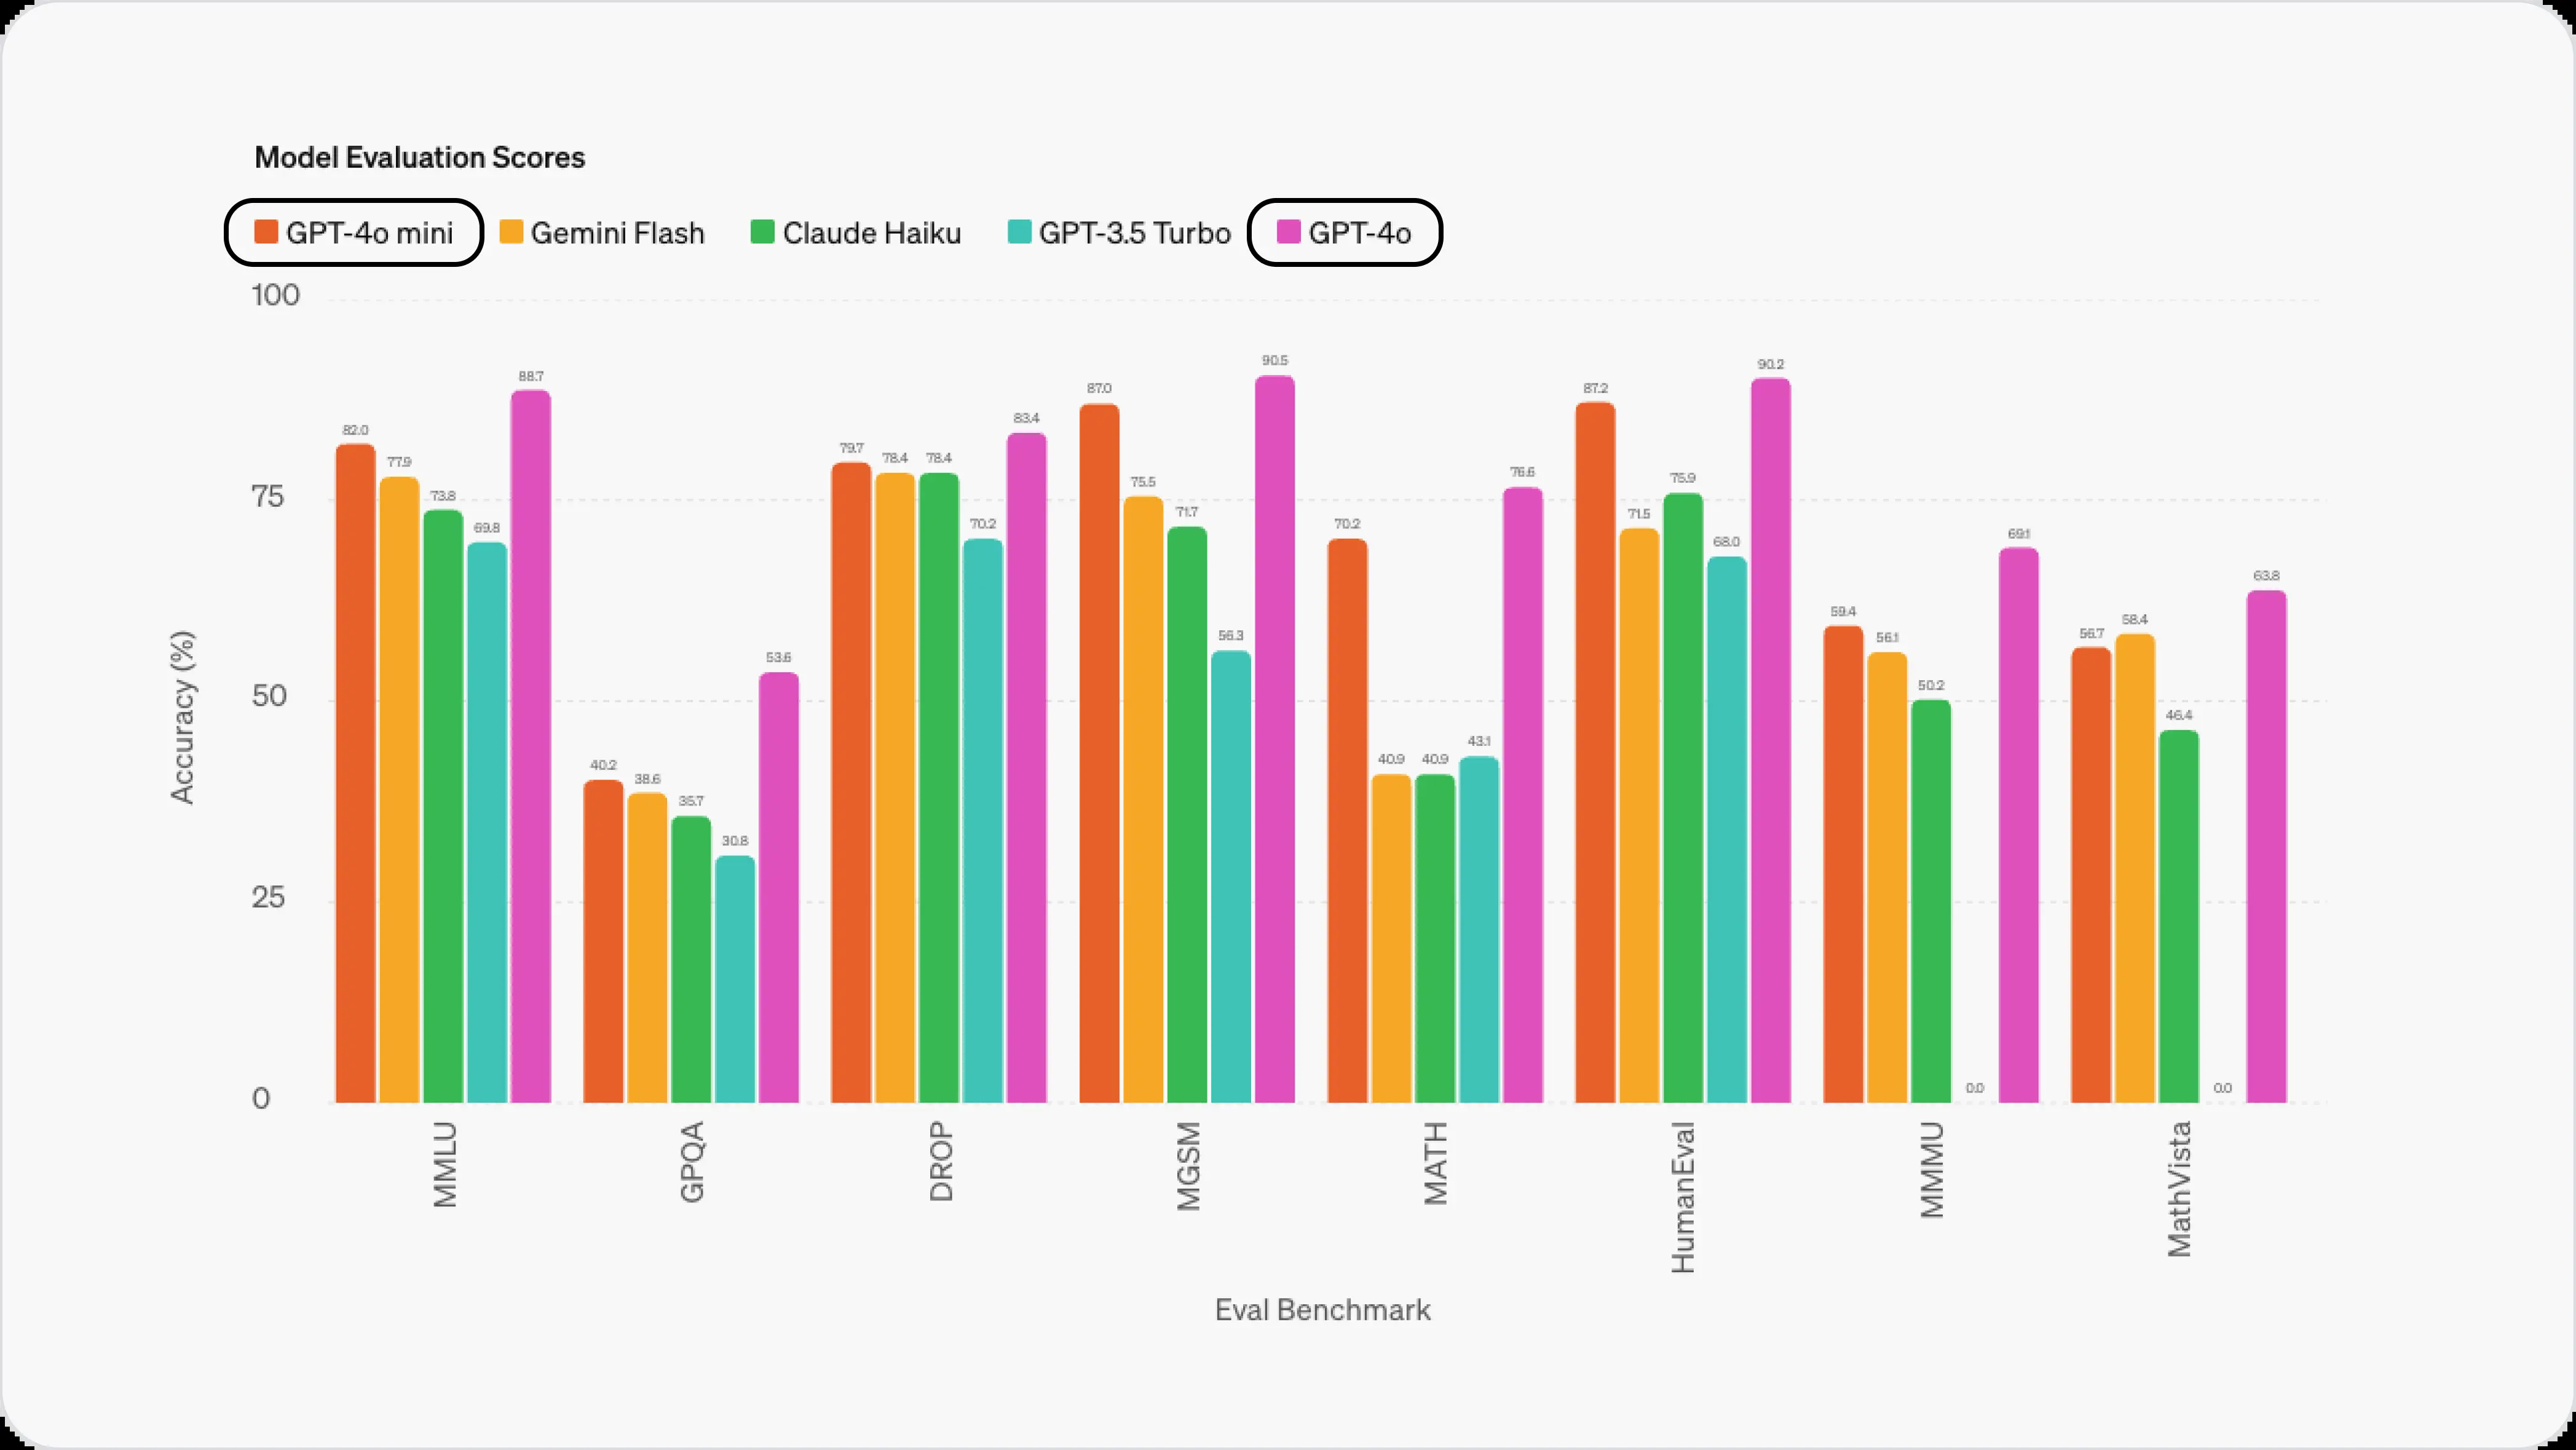 Model Evaluation Scores
GPT-4o mini Gemini Flash Claude Haiku GPT-3.5 Turbo GPT-4o
100
75
50
25
0
Accuracy (%)
82.0 77.9 73.8 69.8 88.7
40.2 38.6 35.7 30.8 53.6
79.7 78.4 78.4 70.2 83.4
87.0 75.5 71.7 56.3 90.5
70.2 40.9 40.9 43.1 76.6
87.2 71.5 75.9 68.0 90.2
59.4 56.1 50.2 0.0 69.1
56.7 58.4 46.4 0.0 63.8
MMLU
GPQA
DROP
MGSM
MATH
HumanEval
MMMU
MathVista
Eval Benchmark